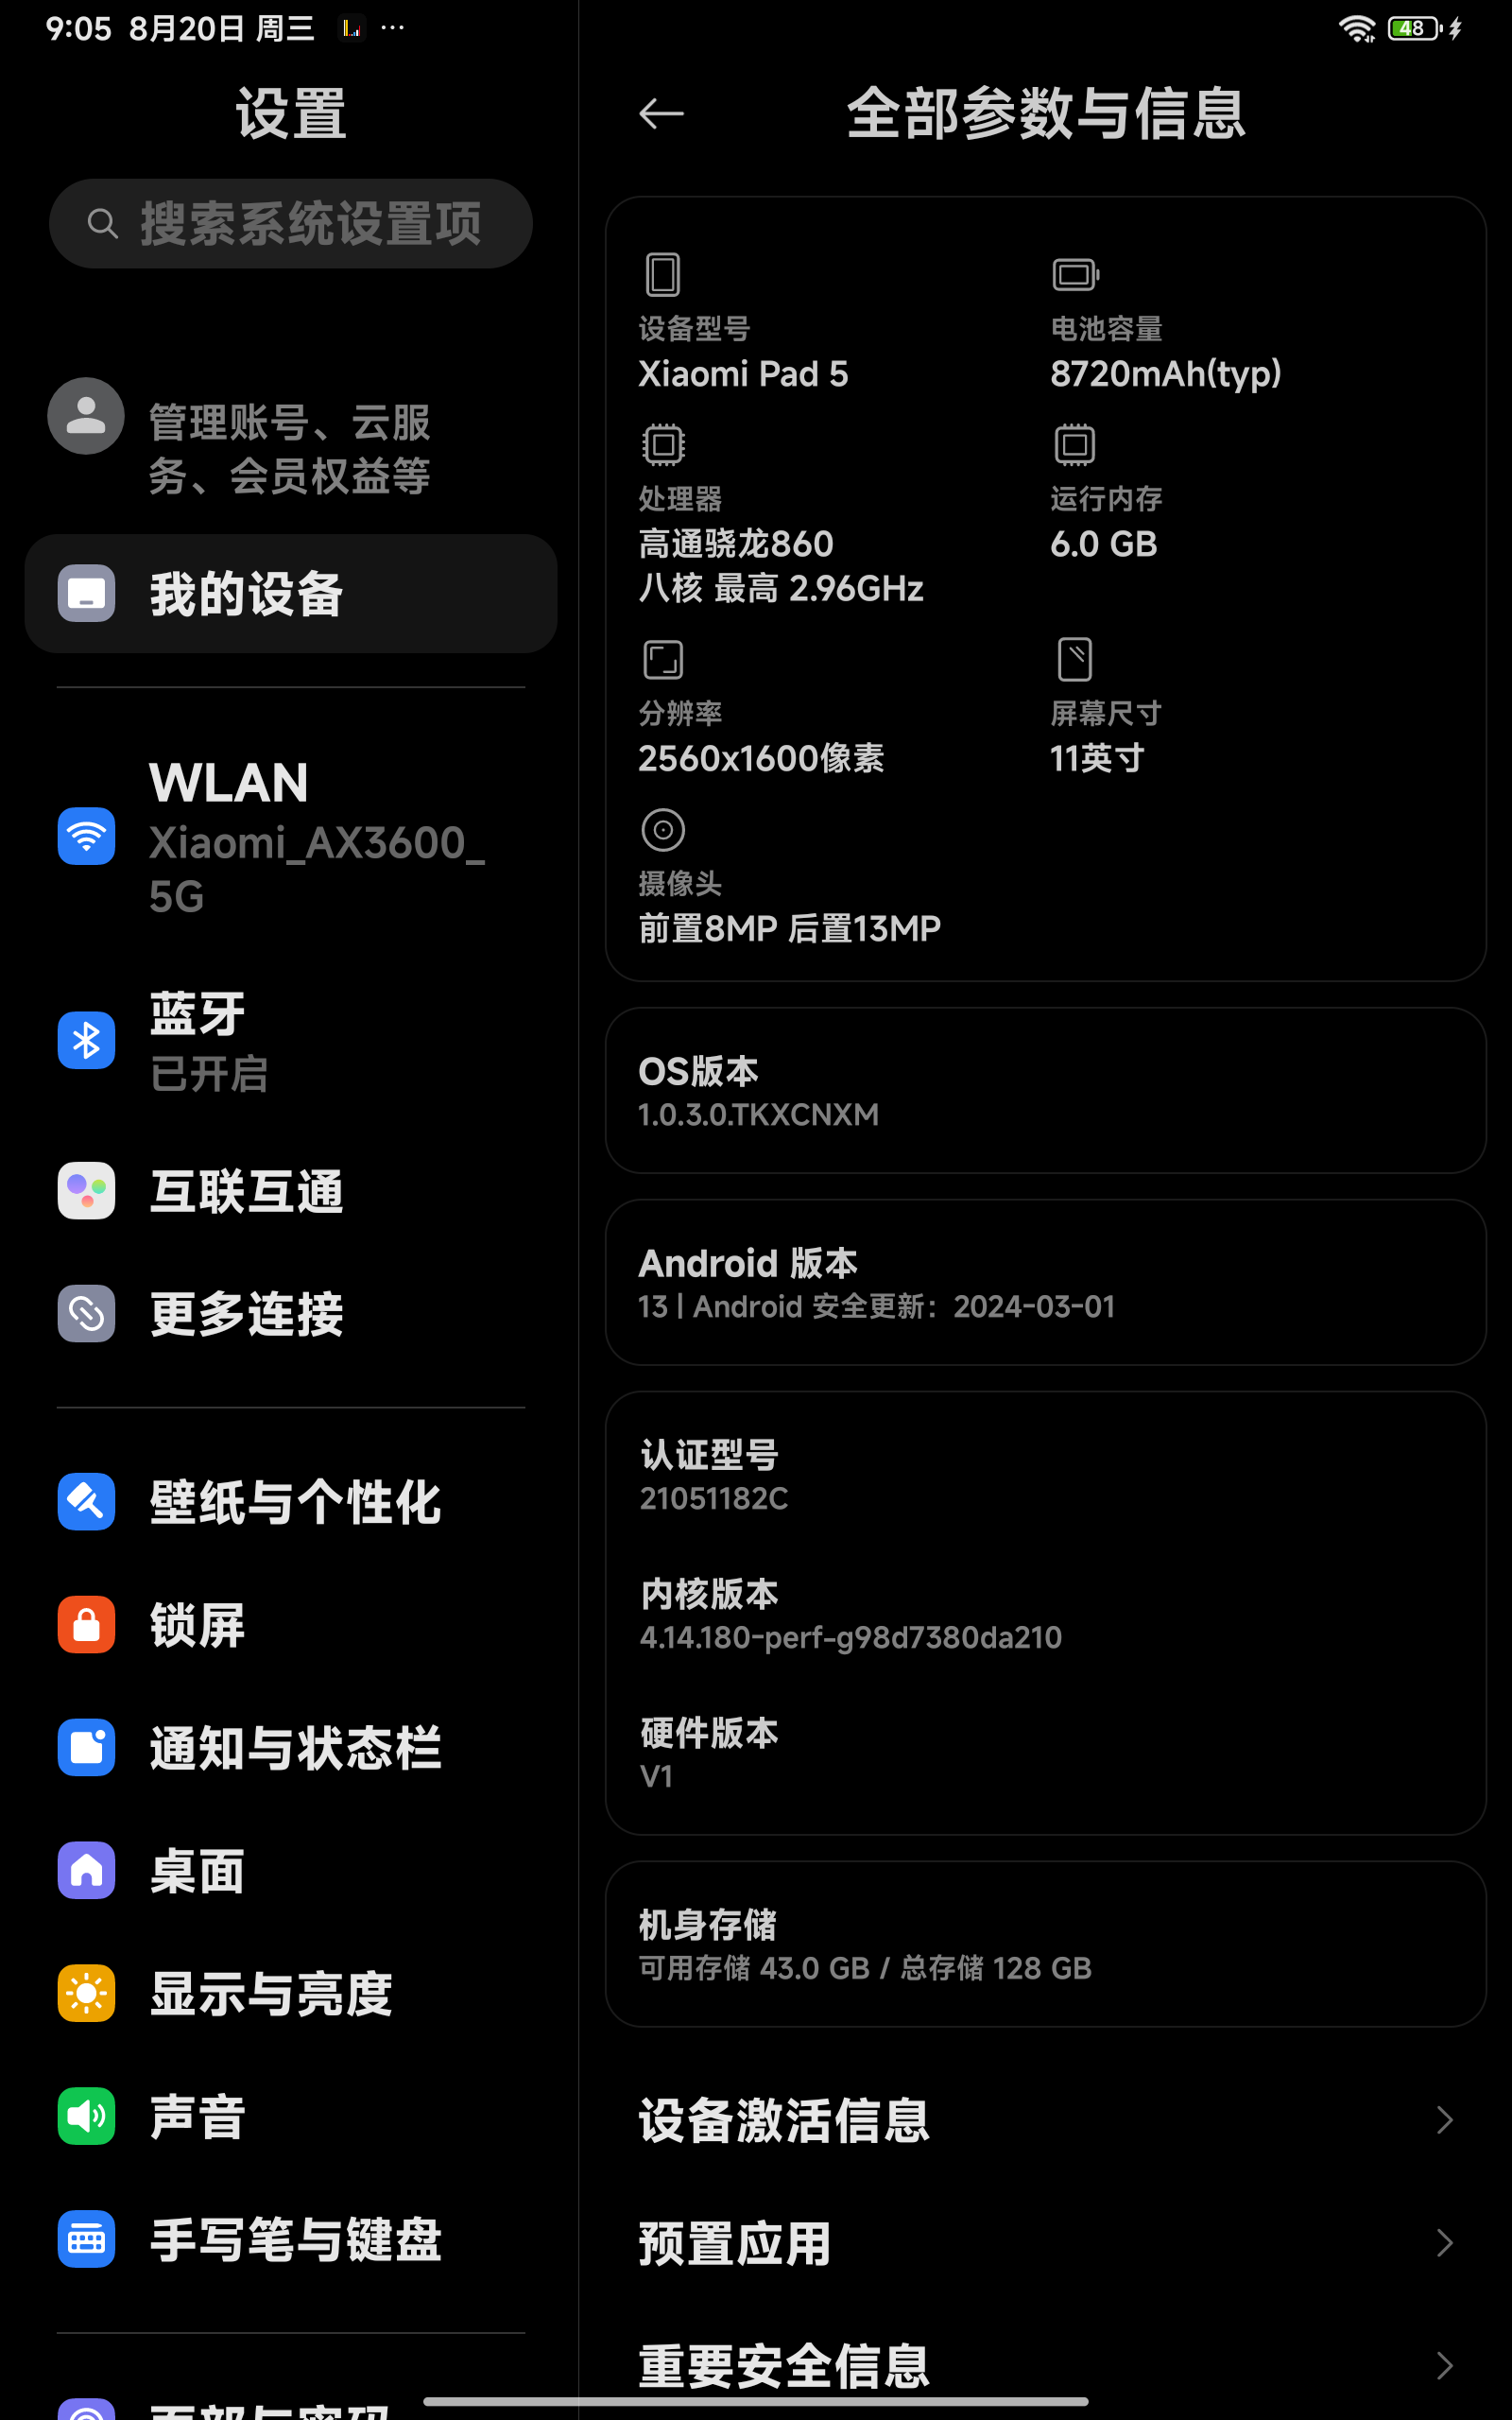 9:05 8月20日 周三 ···
48
设置
搜索系统设置项
管理账号、云服
务、会员权益等
我的设备
WLAN
Xiaomi_AX3600_
5G
蓝牙
已开启
互联互通
更多连接
壁纸与个性化
锁屏
通知与状态栏
桌面
显示与亮度
声音
手写笔与键盘
全部参数与信息
设备型号
Xiaomi Pad 5
电池容量
8720mAh(typ)
处理器
高通骁龙860
八核 最高 2.96GHz
运行内存
6.0 GB
分辨率
2560x1600像素
屏幕尺寸
11英寸
摄像头
前置8MP 后置13MP
OS版本
1.0.3.0.TKXCNXM
Android 版本
13 | Android 安全更新：2024-03-01
认证型号
21051182C
内核版本
4.14.180-perf-g98d7380da210
硬件版本
V1
机身存储
可用存储 43.0 GB / 总存储 128 GB
设备激活信息
预置应用
重要安全信息